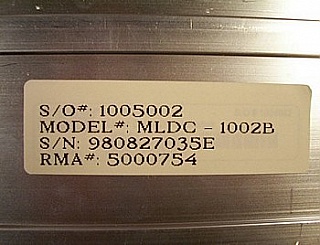 S/O#: 1005002
MODEL#: MLDC - 1002B
S/N: 980827035E
RMA#: 5000754